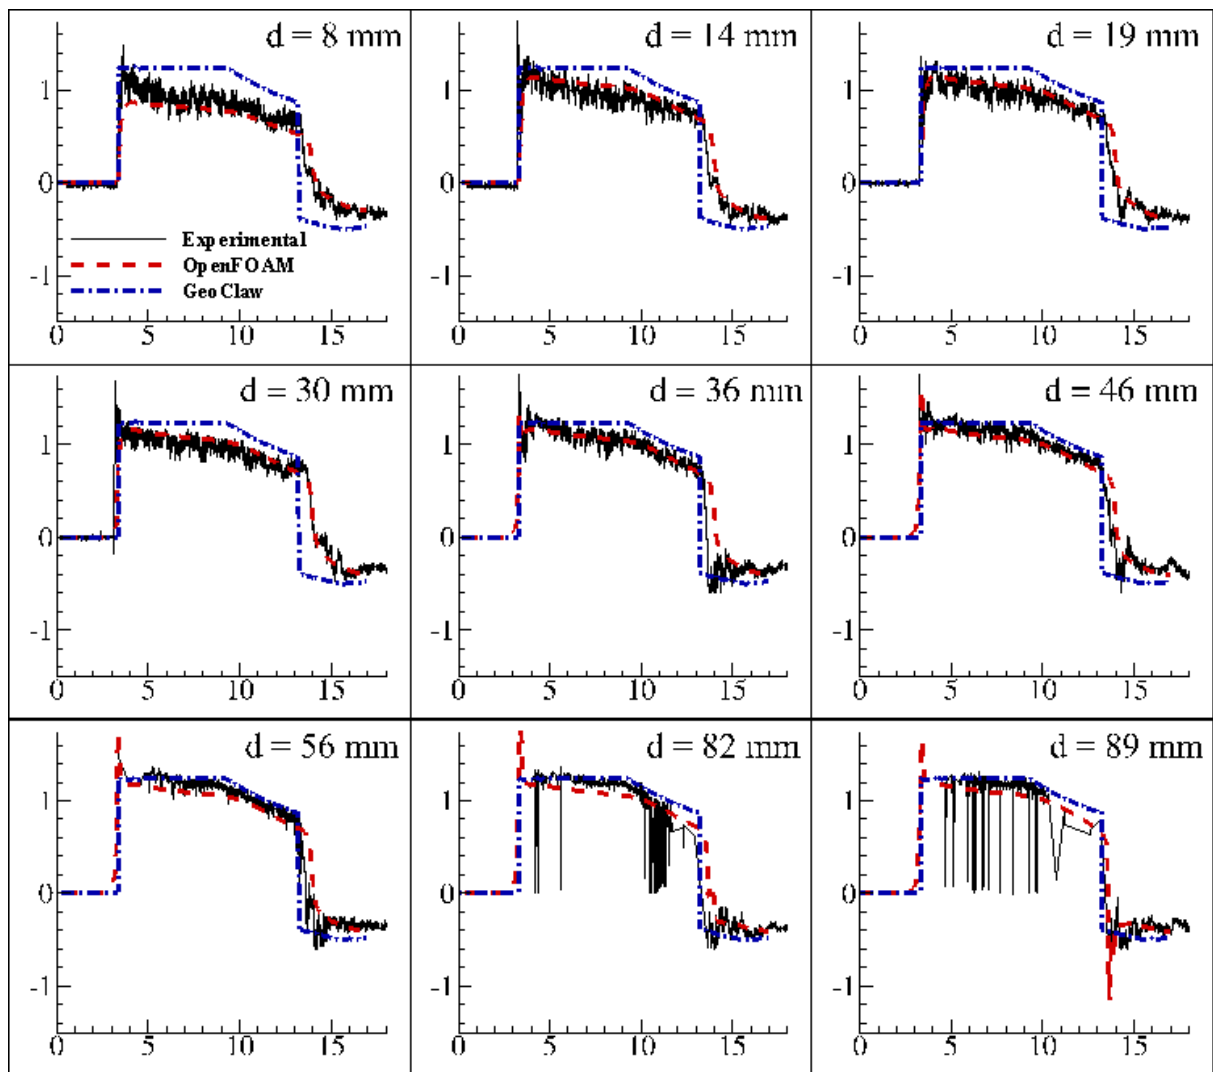 d = 8 mm
1
0
-1
Experimental
OpenFOAM
GeoClaw
0 5 10 15
d = 14 mm
1
0
-1
0 5 10 15
d = 19 mm
1
0
-1
0 5 10 15
d = 30 mm
1
0
-1
0 5 10 15
d = 36 mm
1
0
-1
0 5 10 15
d = 46 mm
1
0
-1
0 5 10 15
d = 56 mm
1
0
-1
0 5 10 15
d = 82 mm
1
0
-1
0 5 10 15
d = 89 mm
1
0
-1
0 5 10 15